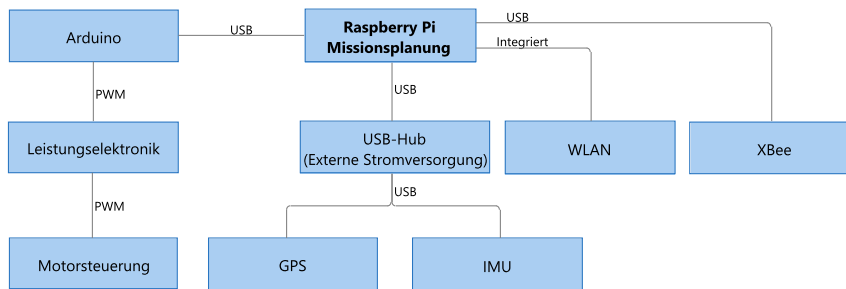 Arduino
USB
Raspberry Pi
Missionsplanung
USB
Integriert
PWM
USB
Leistungselektronik
USB-Hub
(Externe Stromversorgung)
WLAN
XBee
PWM
USB
Motorsteuerung
GPS
IMU